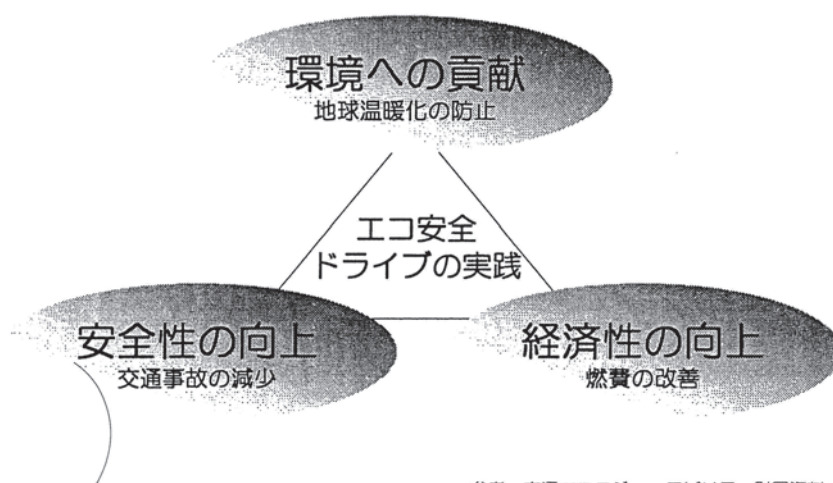 環境への貢献
地球温暖化の防止
エコ安全
ドライブの実践
安全性の向上
交通事故の減少
経済性の向上
燃費の改善